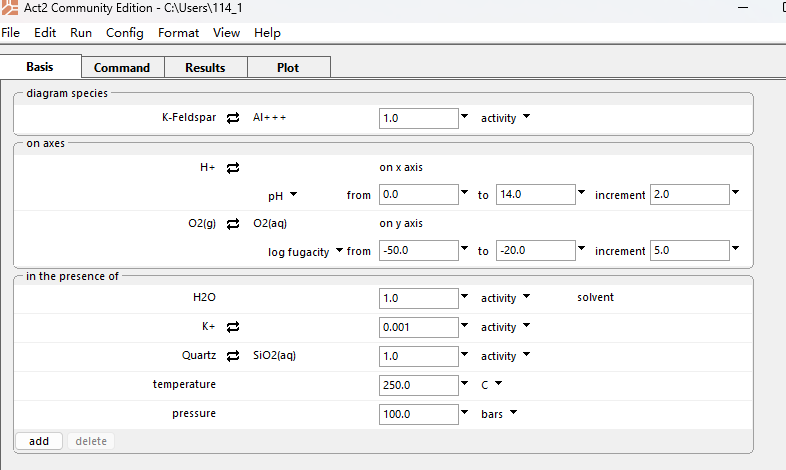 Act2 Community Edition - C:\Users\114_1
File Edit Run Config Format View Help
Basis Command Results Plot
diagram species
K-Feldspar Al+++ 1.0 activity
on axes
H+ on x axis
pH from 0.0 to 14.0 increment 2.0
O2(g) O2(aq) on y axis
log fugacity from -50.0 to -20.0 increment 5.0
in the presence of
H2O 1.0 activity solvent
K+ 0.001 activity
Quartz SiO2(aq) 1.0 activity
temperature 250.0 C
pressure 100.0 bars
add delete